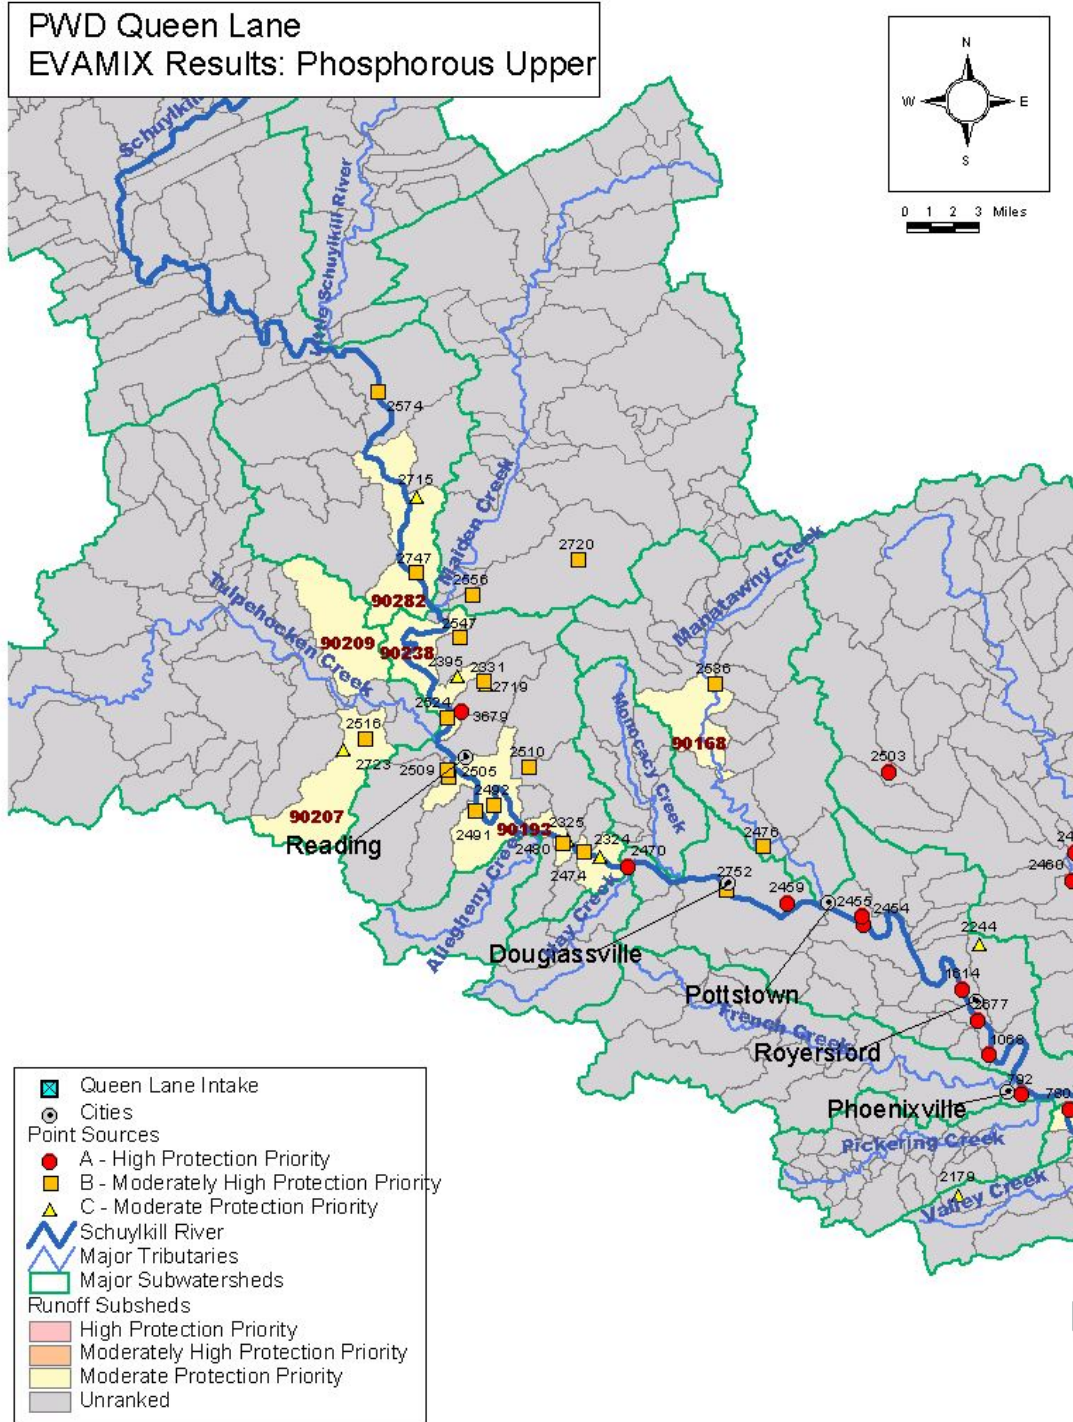 PWD Queen Lane
EVAMIX Results: Phosphorous Upper
N
W
E
S
0 1 2 3 Miles
Schuylkill
Little Schuylkill River
2574
2715
Maiden Creek
2720
2747
2556
90282
Manatawny Creek
Tulpehocken Creek
2547
90209
90238
2395
2331
2719
2536
2524
3679
Monocacy Creek
90168
2516
2723
2510
2503
2509
2505
2492
90207
2491
90193
2325
2324
2470
2476
Reading
2480
2474
2460
2752
2459
2455
2454
Allegheny Creek
Hay Creek
2244
Douglassville
1614
Pottstown
2677
French Creek
Royersford
1068
792
780
Phoenixville
Pickering Creek
2179
Valley Creek
Queen Lane Intake
Cities
Point Sources
A - High Protection Priority
B - Moderately High Protection Priority
C - Moderate Protection Priority
Schuylkill River
Major Tributaries
Major Subwatersheds
Runoff Subsheds
High Protection Priority
Moderately High Protection Priority
Moderate Protection Priority
Unranked